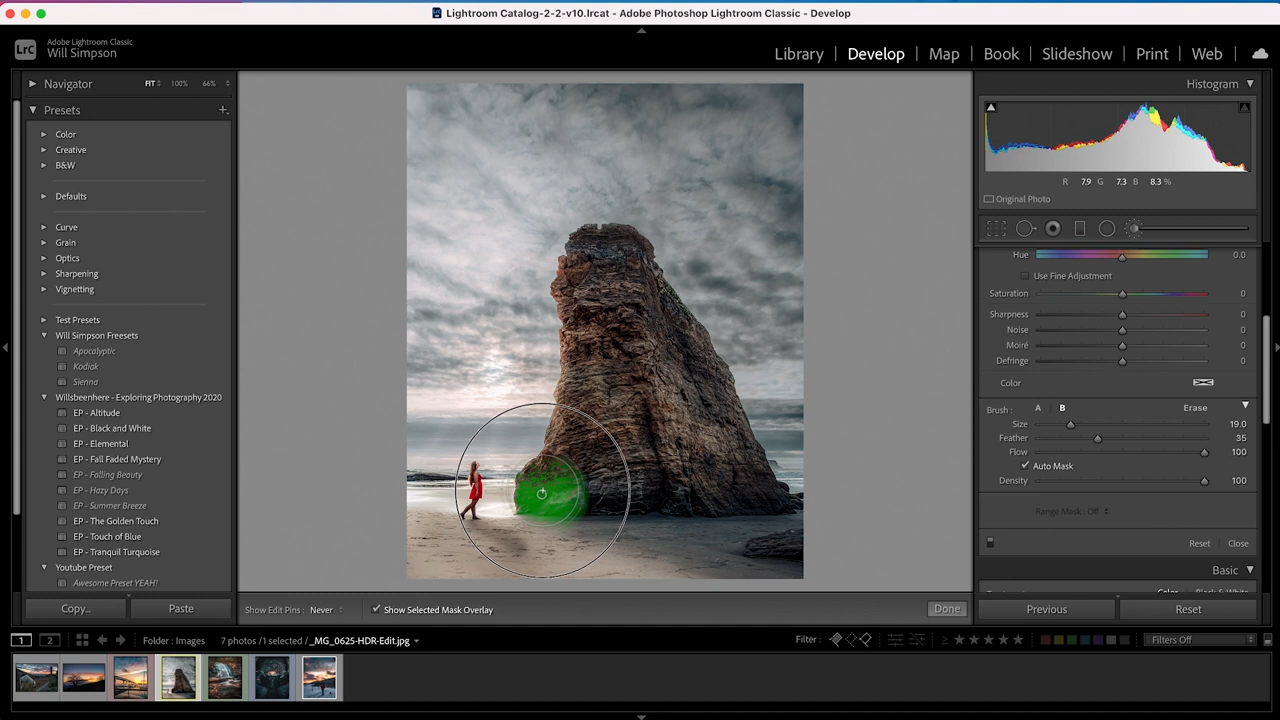 Lightroom Catalog-2-2-v10.lrcat - Adobe Photoshop Lightroom Classic - Develop
LrC
Adobe Lightroom Classic
Will Simpson
Library
Develop
Map
Book
Slideshow
Print
Web
Navigator
FIT
100%
66%
Presets
+
Color
Creative
B&W
Defaults
Curve
Grain
Optics
Sharpening
Vignetting
Test Presets
Will Simpson Freesets
Apocalyptic
Kodiak
Sienna
Willsbeenhere - Exploring Photography 2020
EP - Altitude
EP - Black and White
EP - Elemental
EP - Fall Faded Mystery
EP - Falling Beauty
EP - Hazy Days
EP - Summer Breeze
EP - The Golden Touch
EP - Touch of Blue
EP - Tranquil Turquoise
Youtube Preset
Awesome Preset YEAH!
Copy...
Paste
Show Edit Pins : Never
Show Selected Mask Overlay
Done
Histogram
R 7.9 G 7.3 B 8.3 %
Original Photo
Hue 0.0
Use Fine Adjustment
Saturation 0
Sharpness 0
Noise 0
Moiré 0
Defringe 0
Color
Brush : A B Erase
Size 19.0
Feather 35
Flow 100
Auto Mask
Density 100
Range Mask : Off
Reset Close
Basic
Color Black & White
Previous
Reset
1 2 Folder : Images 7 photos /1 selected / _MG_0625-HDR-Edit.jpg
Filter :
≥
Filters Off